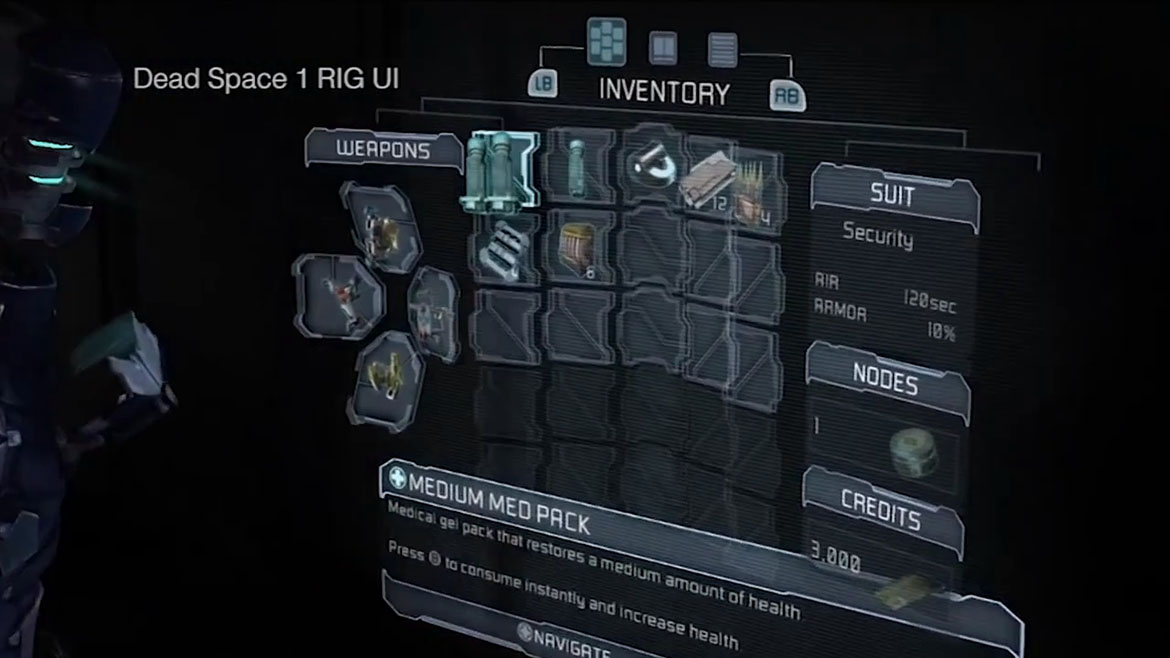 Dead Space 1 RIG UI
LB
INVENTORY
RB
WEAPONS
12
4
8
SUIT
Security
AIR 120sec
ARMOR 10%
NODES
1
CREDITS
3,000
MEDIUM MED PACK
Medical gel pack that restores a medium amount of health
Press to consume instantly and increase health
NAVIGATE